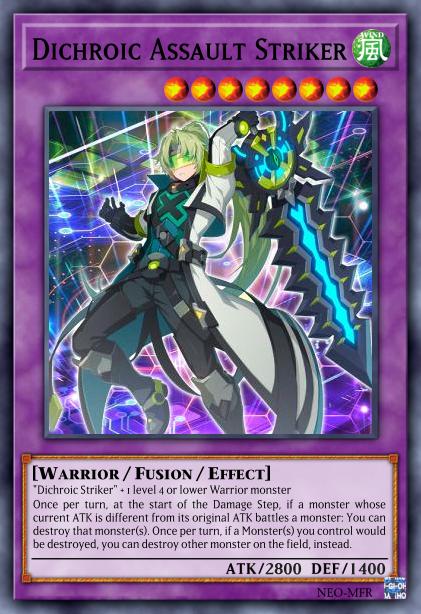 DICHROIC ASSAULT STRIKER
WIND
風
[WARRIOR / FUSION / EFFECT]
"Dichroic Striker" + 1 level 4 or lower Warrior monster
Once per turn, at the start of the Damage Step, if a monster whose
current ATK is different from its original ATK battles a monster: You can
destroy that monster(s). Once per turn, if a Monster(s) you control
would be destroyed, you can destroy other monster on the field, instead.
ATK/2800 DEF/1400
NEO-MFR